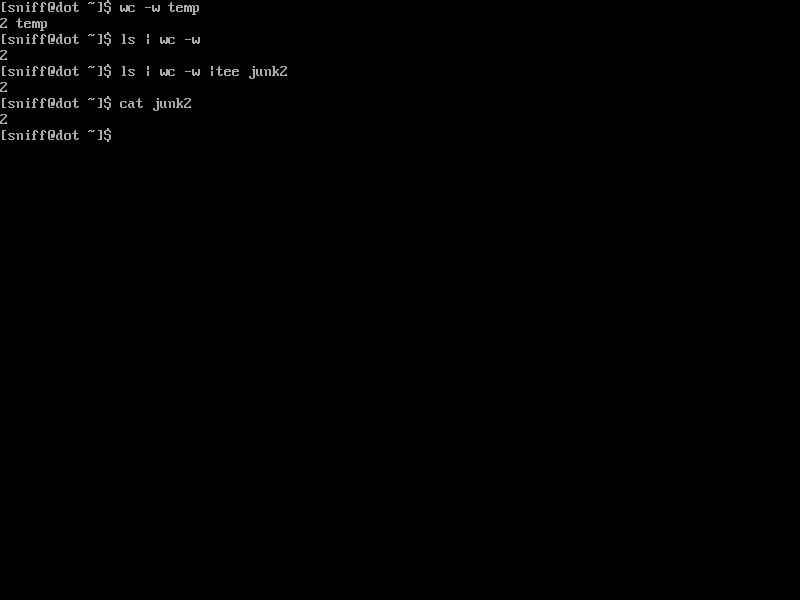 [sniff@dot ~]$ wc -w temp
2 temp
[sniff@dot ~]$ ls | wc -w
2
[sniff@dot ~]$ ls | wc -w |tee junk2
2
[sniff@dot ~]$ cat junk2
2
[sniff@dot ~]$